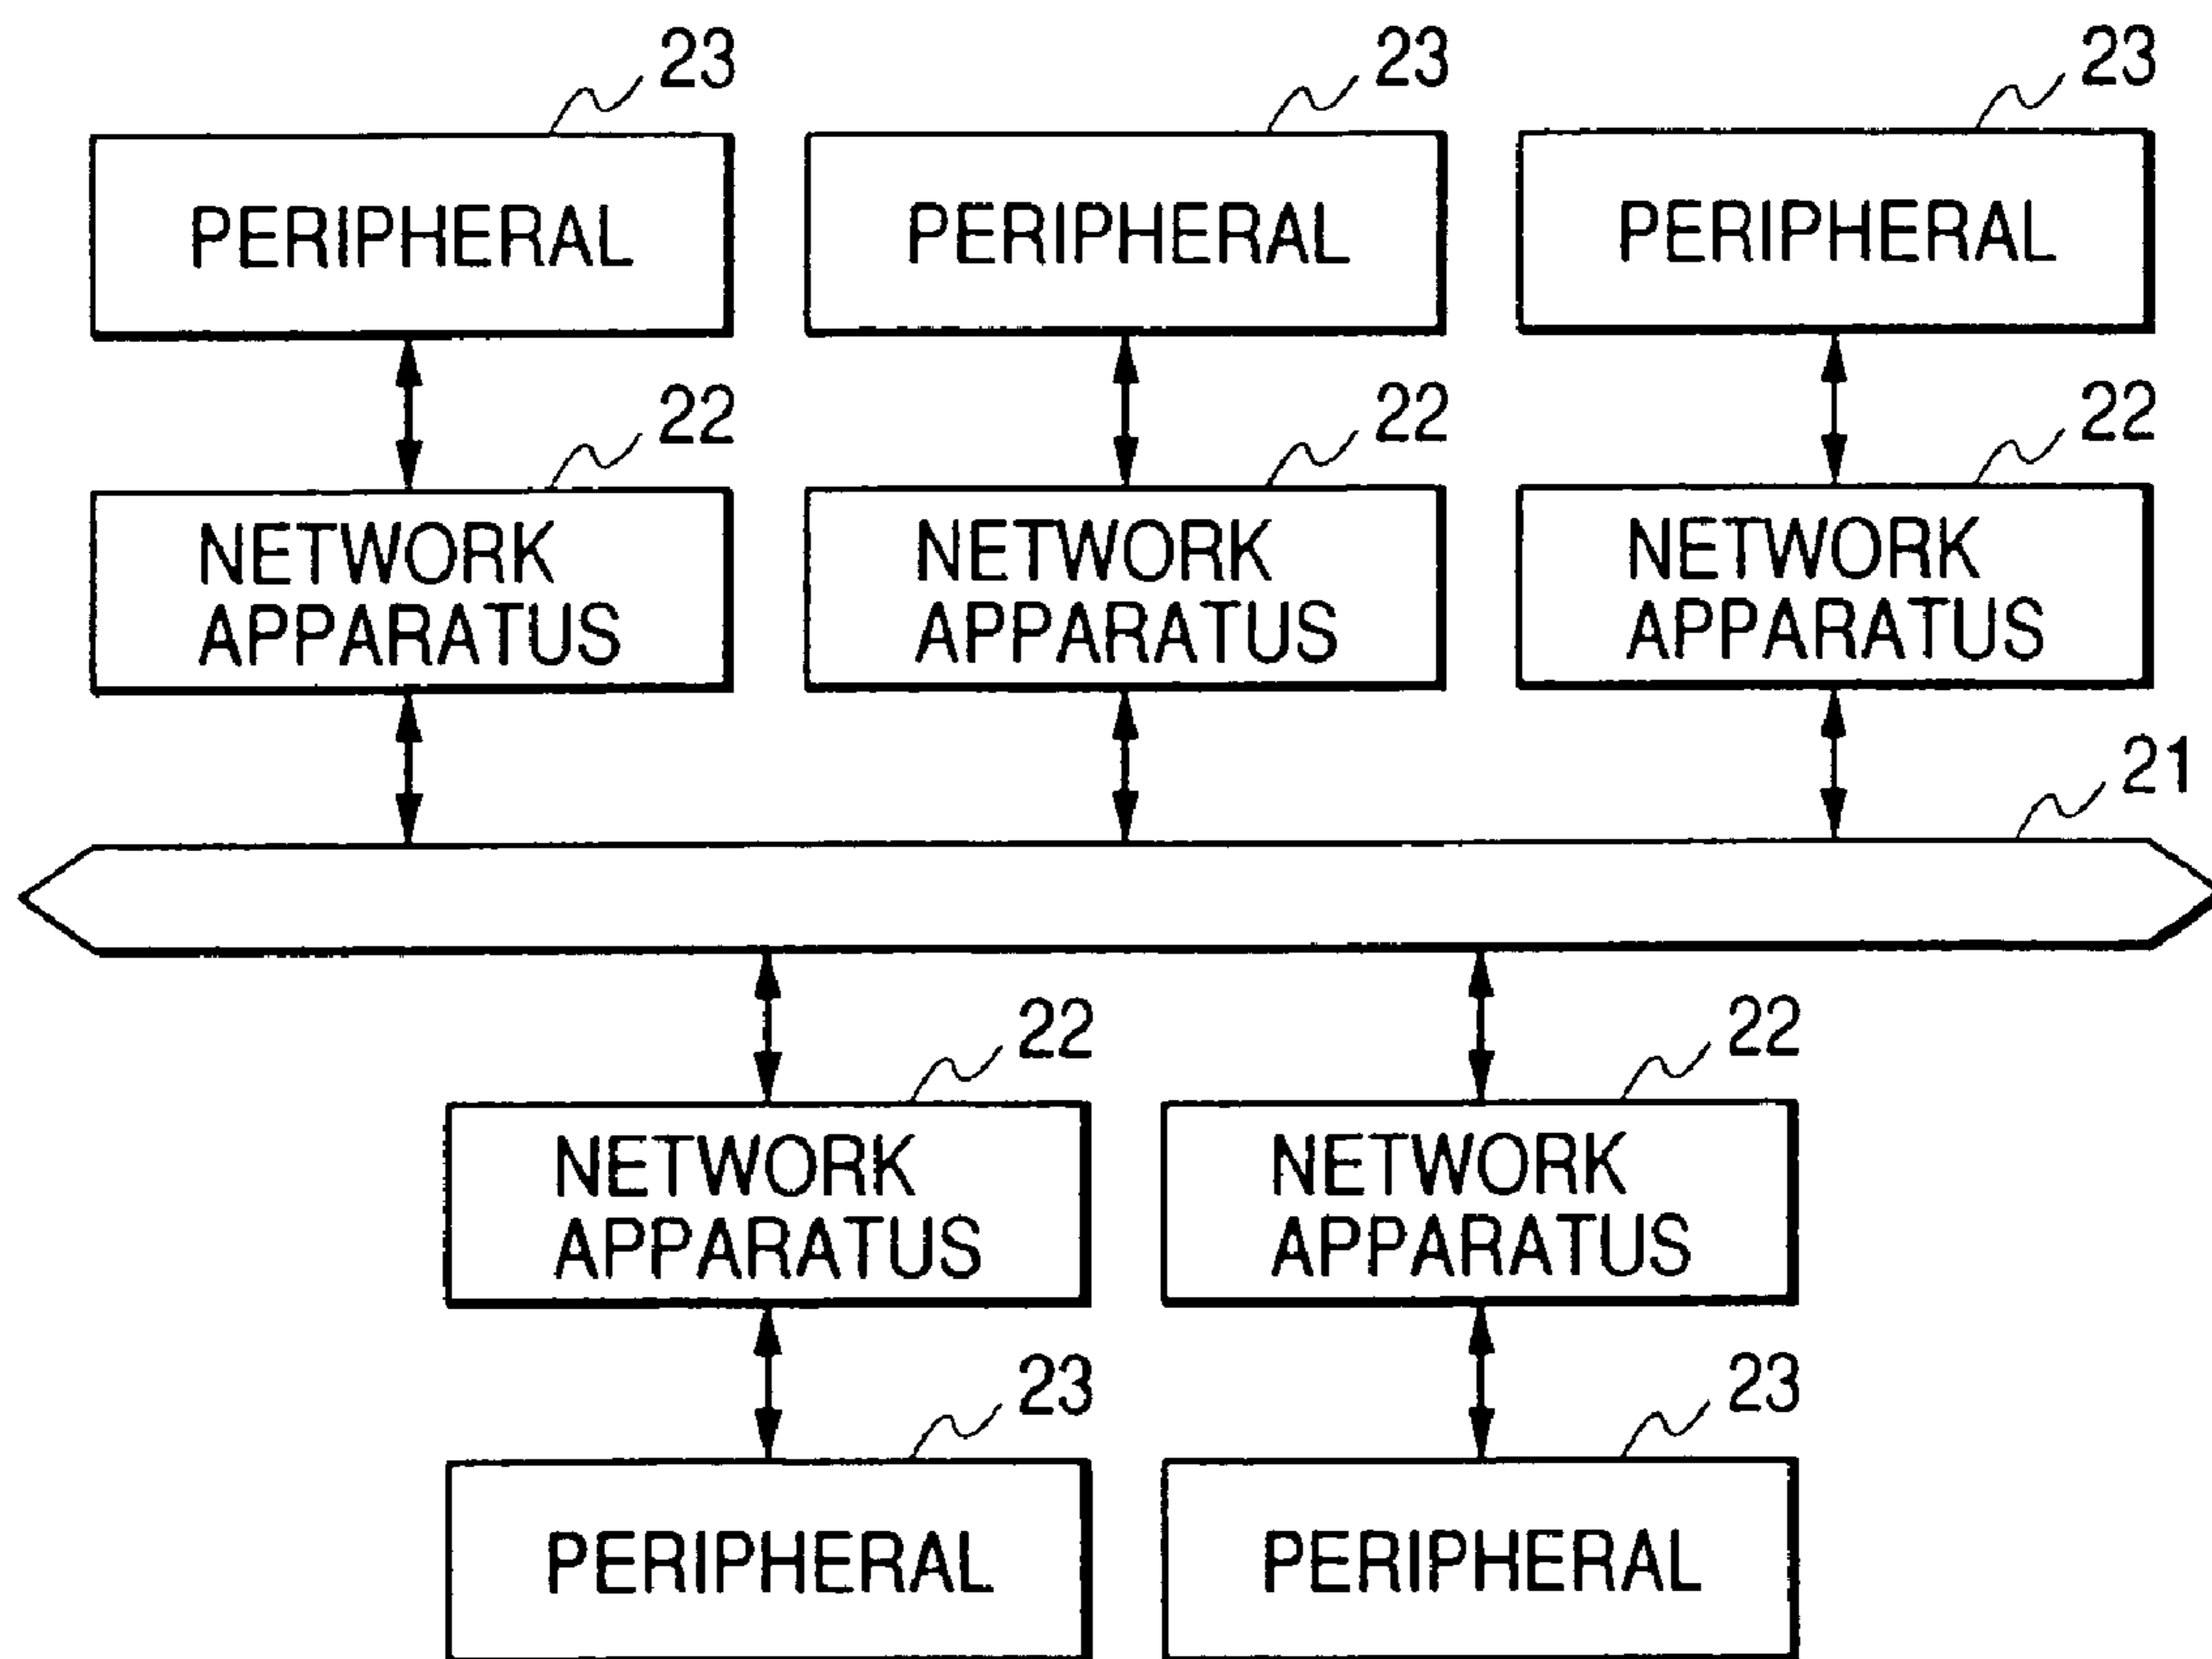 23 23 23
PERIPHERAL PERIPHERAL PERIPHERAL
22 22 22
NETWORK NETWORK NETWORK
APPARATUS APPARATUS APPARATUS
21
22 22
NETWORK NETWORK
APPARATUS APPARATUS
23 23
PERIPHERAL PERIPHERAL